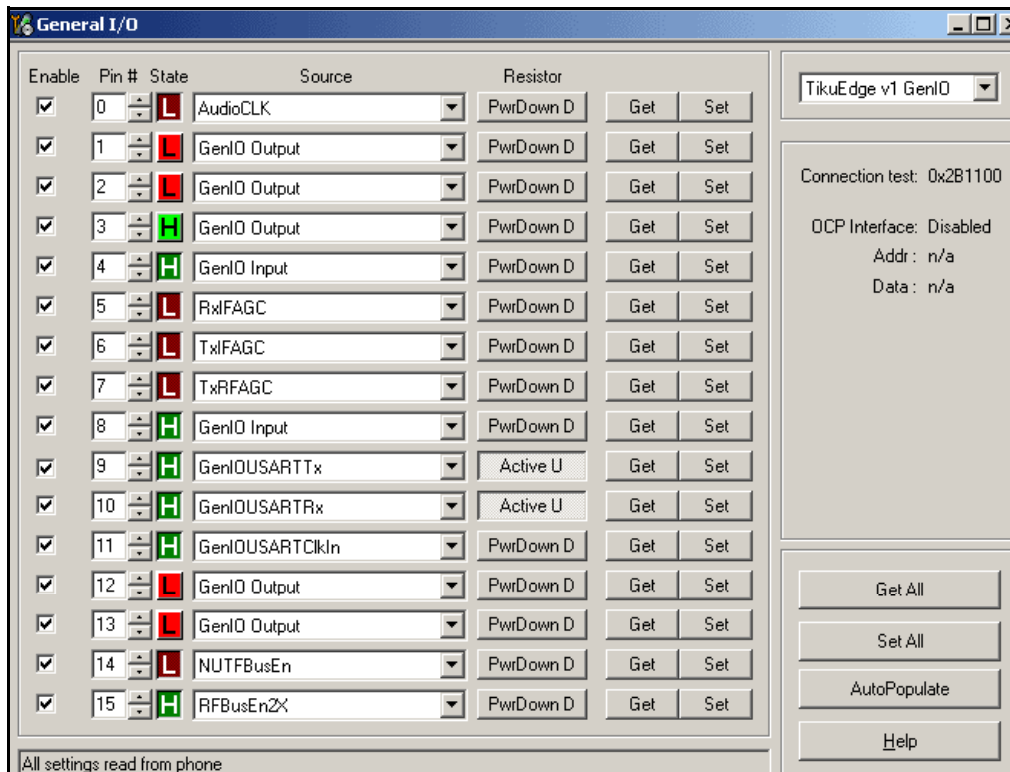 General I/O
Enable Pin # State Source Resistor
0 L AudioCLK PwrDown D Get Set
1 L GenIO Output PwrDown D Get Set
2 L GenIO Output PwrDown D Get Set
3 H GenIO Output PwrDown D Get Set
4 H GenIO Input PwrDown D Get Set
5 L RxIFAGC PwrDown D Get Set
6 L TxIFAGC PwrDown D Get Set
7 L TxRFAGC PwrDown D Get Set
8 H GenIO Input PwrDown D Get Set
9 H GenIOUSARTTx Active U Get Set
10 H GenIOUSARTRx Active U Get Set
11 H GenIOUSARTClkIn PwrDown D Get Set
12 L GenIO Output PwrDown D Get Set
13 L GenIO Output PwrDown D Get Set
14 L NUTFBusEn PwrDown D Get Set
15 H RFBusEn2X PwrDown D Get Set
All settings read from phone
TikuEdge v1 GenIO
Connection test: 0x2B1100
OCP Interface: Disabled
Addr : n/a
Data : n/a
Get All
Set All
AutoPopulate
Help